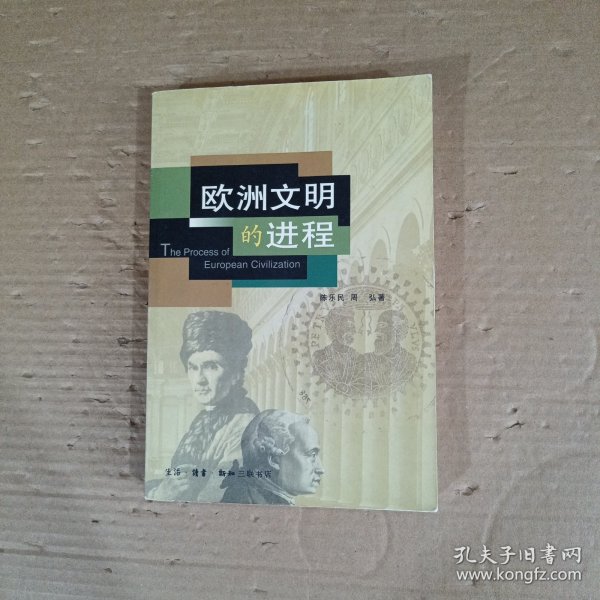 欧洲文明
的进程
The Process of
European Civilization
陈乐民 周 弘著
生活·读书·新知三联书店
孔夫子旧书网
www.kongfz.com